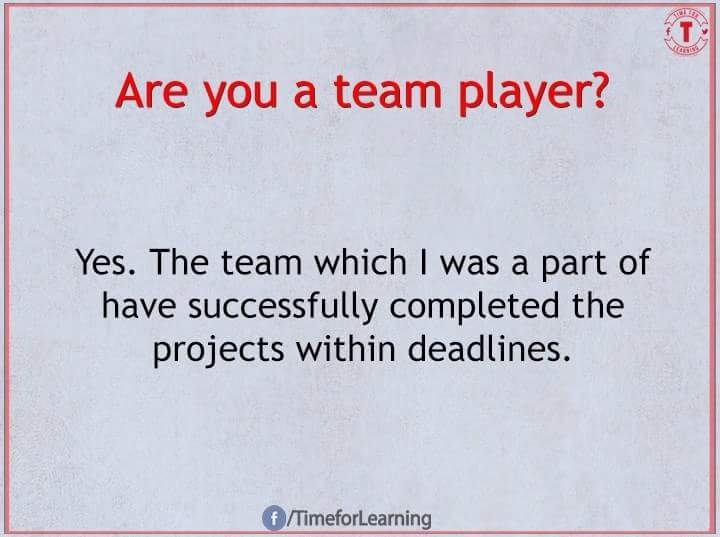 TIME FOR
T
LEARNING
Are you a team player?
Yes. The team which I was a part of
have successfully completed the
projects within deadlines.
f/TimeforLearning